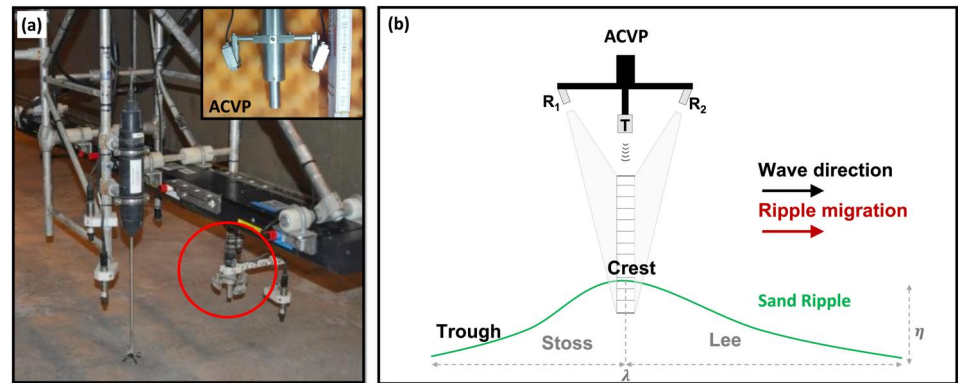 (a)
ACVP
(b)
ACVP
R1
R2
T
Wave direction
Ripple migration
Crest
Sand Ripple
Trough
Stoss
Lee
η
λ